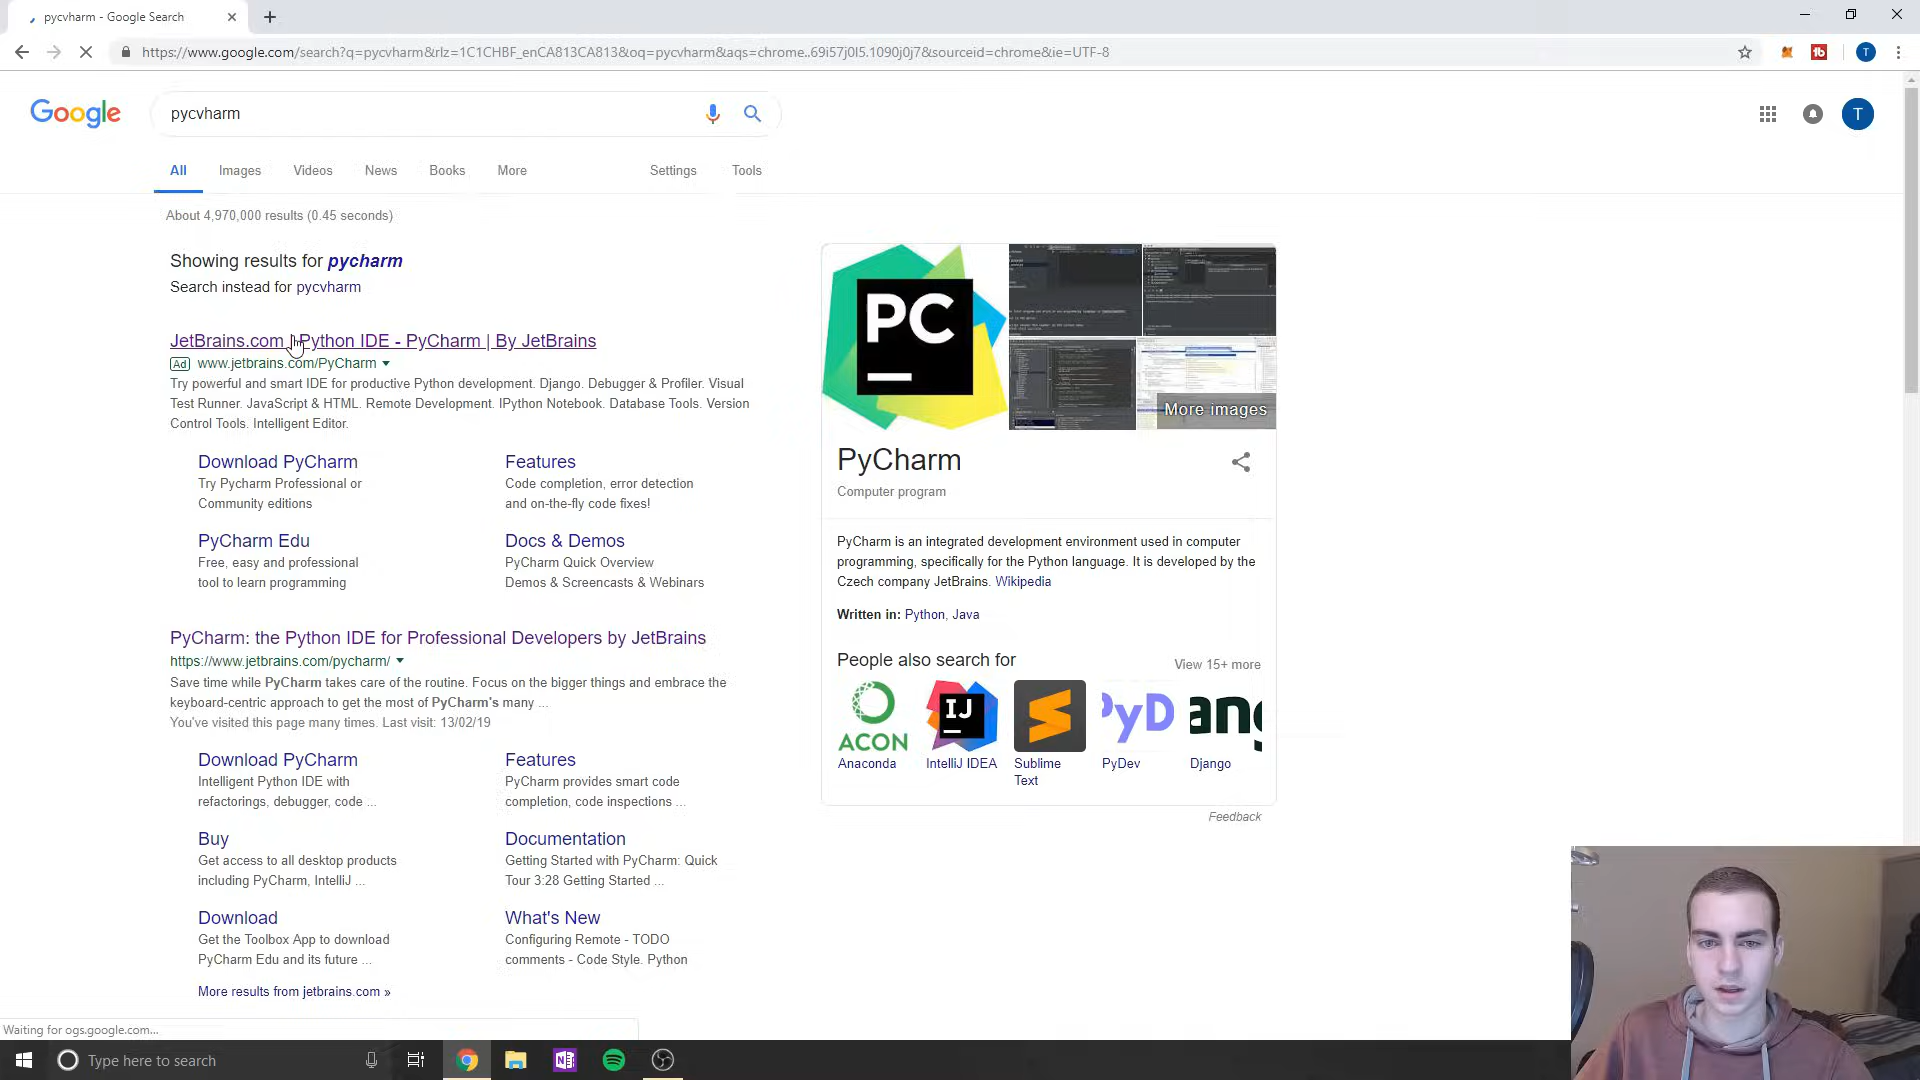 pycvharm - Google Search
https://www.google.com/search?q=pycvharm&rlz=1C1CHBF_enCA813CA813&oq=pycvharm&aqs=chrome..69i57j0l5.1090j0j7&sourceid=chrome&ie=UTF-8
tb
T
Google
pycvharm
T
All
Images
Videos
News
Books
More
Settings
Tools
About 4,970,000 results (0.45 seconds)
Showing results for pycharm
Search instead for pycvharm
JetBrains.com | Python IDE - PyCharm | By JetBrains
Ad www.jetbrains.com/PyCharm
Try powerful and smart IDE for productive Python development. Django. Debugger & Profiler. Visual
Test Runner. JavaScript & HTML. Remote Development. IPython Notebook. Database Tools. Version
Control Tools. Intelligent Editor.
Download PyCharm
Try Pycharm Professional or
Community editions
Features
Code completion, error detection
and on-the-fly code fixes!
PyCharm Edu
Free, easy and professional
tool to learn programming
Docs & Demos
PyCharm Quick Overview
Demos & Screencasts & Webinars
PyCharm: the Python IDE for Professional Developers by JetBrains
https://www.jetbrains.com/pycharm/
Save time while PyCharm takes care of the routine. Focus on the bigger things and embrace the
keyboard-centric approach to get the most of PyCharm's many ...
You've visited this page many times. Last visit: 13/02/19
Download PyCharm
Intelligent Python IDE with
refactorings, debugger, code ...
Features
PyCharm provides smart code
completion, code inspections ...
Buy
Get access to all desktop products
including PyCharm, IntelliJ ...
Documentation
Getting Started with PyCharm: Quick
Tour 3:28 Getting Started ...
Download
Get the Toolbox App to download
PyCharm Edu and its future ...
What's New
Configuring Remote - TODO
comments - Code Style. Python
More results from jetbrains.com »
PC
More images
PyCharm
Computer program
PyCharm is an integrated development environment used in computer
programming, specifically for the Python language. It is developed by the
Czech company JetBrains. Wikipedia
Written in: Python, Java
People also search for
View 15+ more
ACON
IJ
PyD
ang
Anaconda
IntelliJ IDEA
Sublime
Text
PyDev
Django
Feedback
Waiting for ogs.google.com...
Type here to search
N